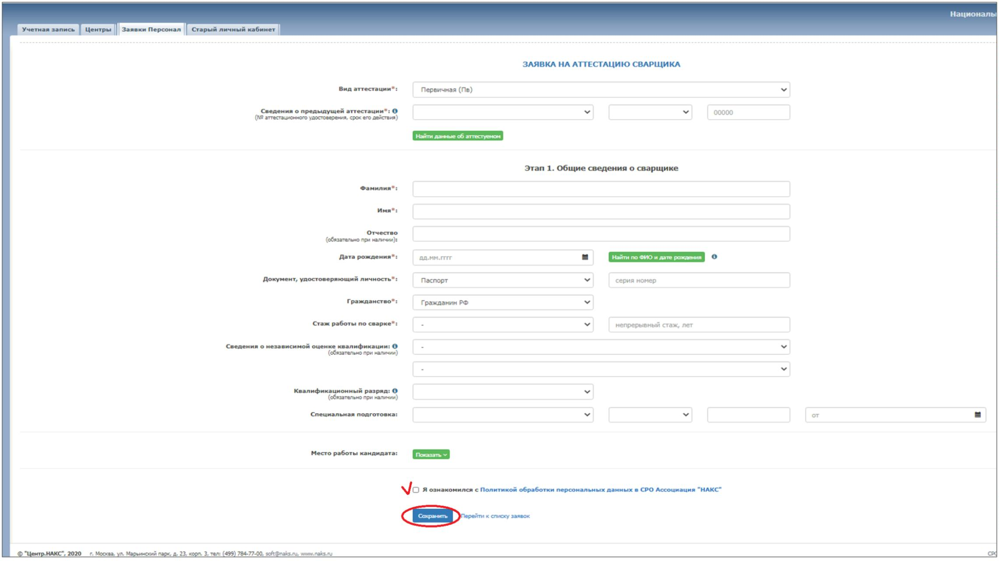 Националь
Учетная запись Центры Заявки Персонал Старый личный кабинет
ЗАЯВКА НА АТТЕСТАЦИЮ СВАРЩИКА
Вид аттестации*: Первичная (Пв)
Сведения о предыдущей аттестации*: 00000
(№ аттестационного удостоверения, срок его действия)
Найти данные об аттестуемом
Этап 1. Общие сведения о сварщике
Фамилия*:
Имя*:
Отчество
(обязательно при наличии):
Дата рождения*: дд.мм.гггг Найти по ФИО и дате рождения
Документ, удостоверяющий личность*: Паспорт серия номер
Гражданство*: Гражданин РФ
Стаж работы по сварке*: - непрерывный стаж, лет
Сведения о независимой оценке квалификации: -
(обязательно при наличии)
-
Квалификационный разряд:
(обязательно при наличии)
Специальная подготовка: от
Место работы кандидата: Показать
Я ознакомился с Политикой обработки персональных данных в СРО Ассоциация "НАКС"
Сохранить Перейти к списку заявок
© "Центр.НАКС", 2020 г. Москва, ул. Марьинский парк, д. 23, корп. 3, тел: (499) 784-77-00, soft@naks.ru, www.naks.ru СРО